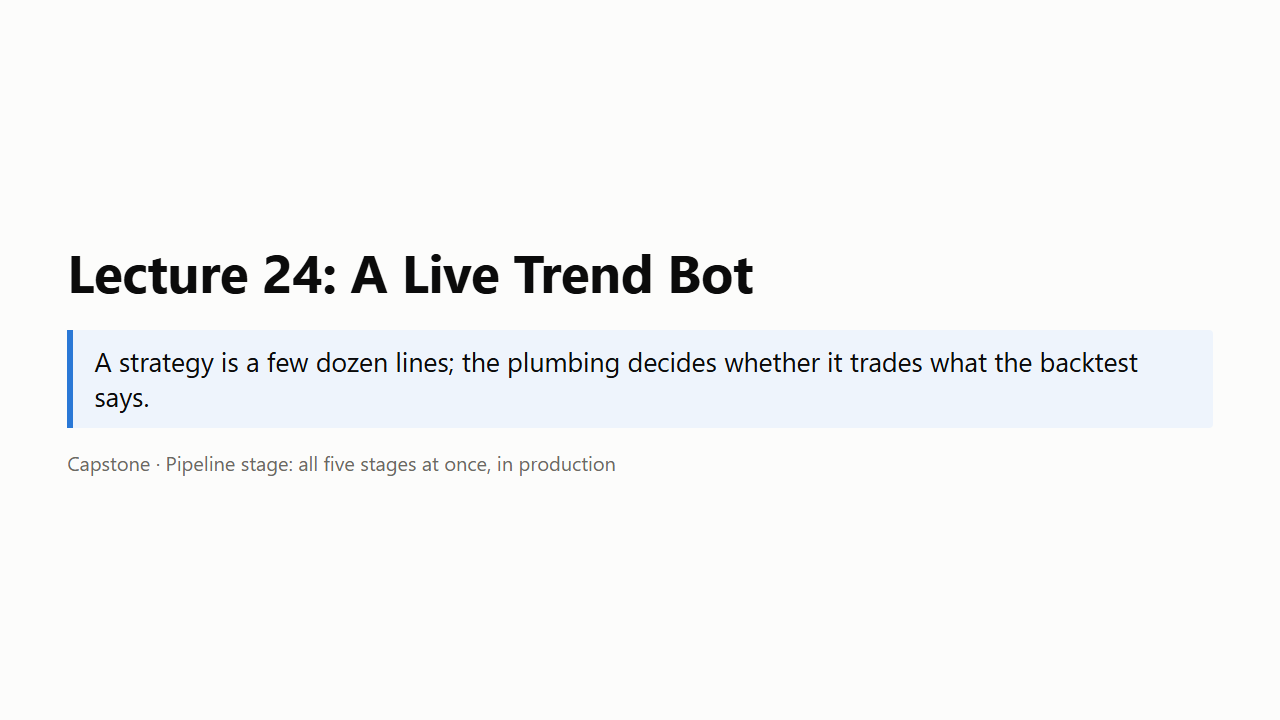 Lecture 24: A Live Trend Bot
A strategy is a few dozen lines; the plumbing decides whether it trades what the backtest
says.
Capstone · Pipeline stage: all five stages at once, in production